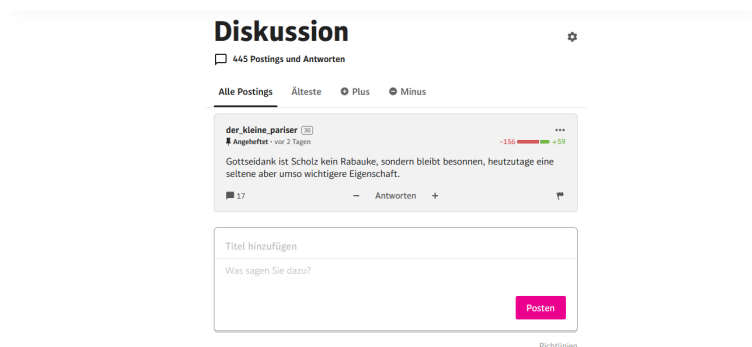 Diskussion
445 Postings und Antworten
Alle Postings Älteste Plus Minus
der_kleine_pariser 30
Angeheftet · vor 2 Tagen -156 +59
Gottseidank ist Scholz kein Rabauke, sondern bleibt besonnen, heutzutage eine
seltene aber umso wichtigere Eigenschaft.
17 − Antworten +
Titel hinzufügen
Was sagen Sie dazu?
Posten
Richtlinien